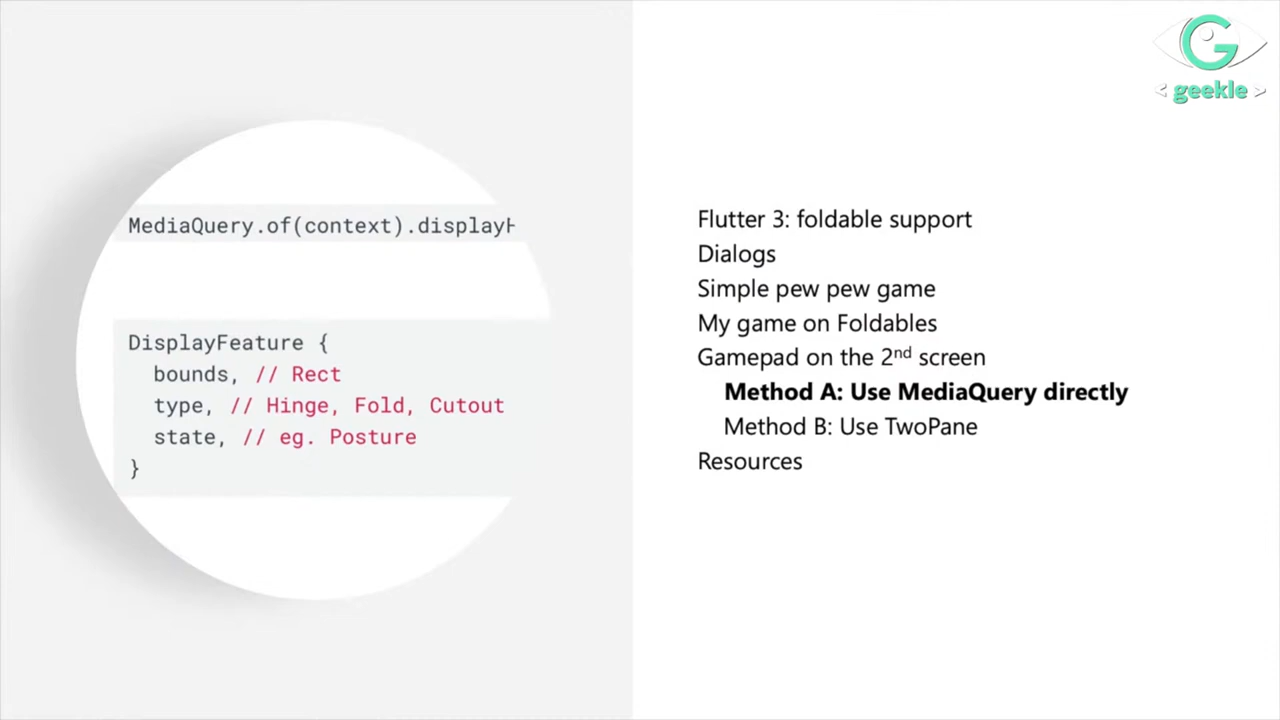 MediaQuery.of(context).display
DisplayFeature {
bounds, // Rect
type, // Hinge, Fold, Cutout
state, // eg. Posture
}
Flutter 3: foldable support
Dialogs
Simple pew pew game
My game on Foldables
Gamepad on the 2nd screen
Method A: Use MediaQuery directly
Method B: Use TwoPane
Resources
G
< geekle >